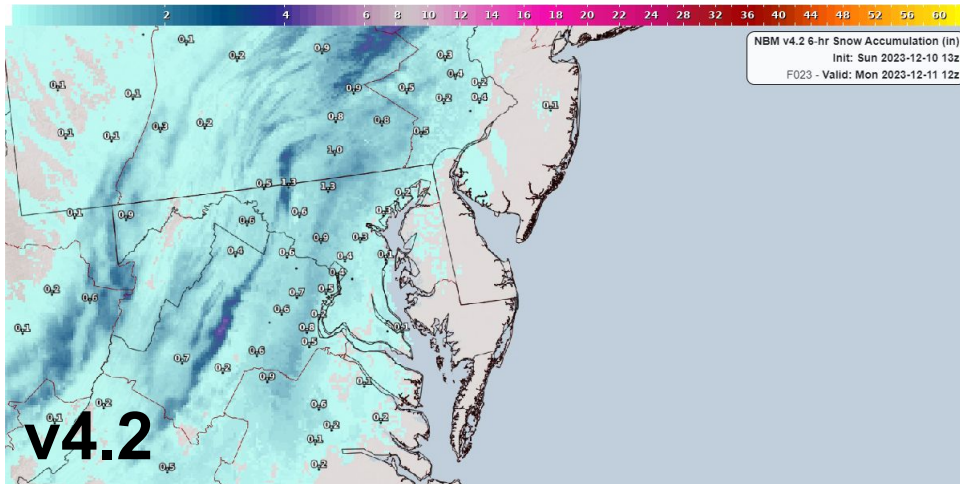 2 4 6 8 10 12 14 16 18 20 22 24 28 32 36 40 44 48 52 56 60
NBM v4.2 6-hr Snow Accumulation (in)
Init: Sun 2023-12-10 13z
F023 - Valid: Mon 2023-12-11 12z
0.1 0.2 0.9 0.3
0.4 0.2
0.1 0.1 0.9 0.5 0.2 0.4 0.1
0.1 0.1 0.3 0.2 0.8 0.8 0.5
1.0
0.5 1.3 1.3 0.2
0.1 0.9 0.6 0.6 0.3
0.4 0.6 0.9 0.3
0.4 0.1
0.4
0.2 0.6 0.7 0.5
0.6 0.2
0.1 0.8 0.1
0.5
0.7 0.2 0.6
0.9 0.1
0.1 0.2 0.6 0.2
0.2
0.1
0.5 0.2
v4.2